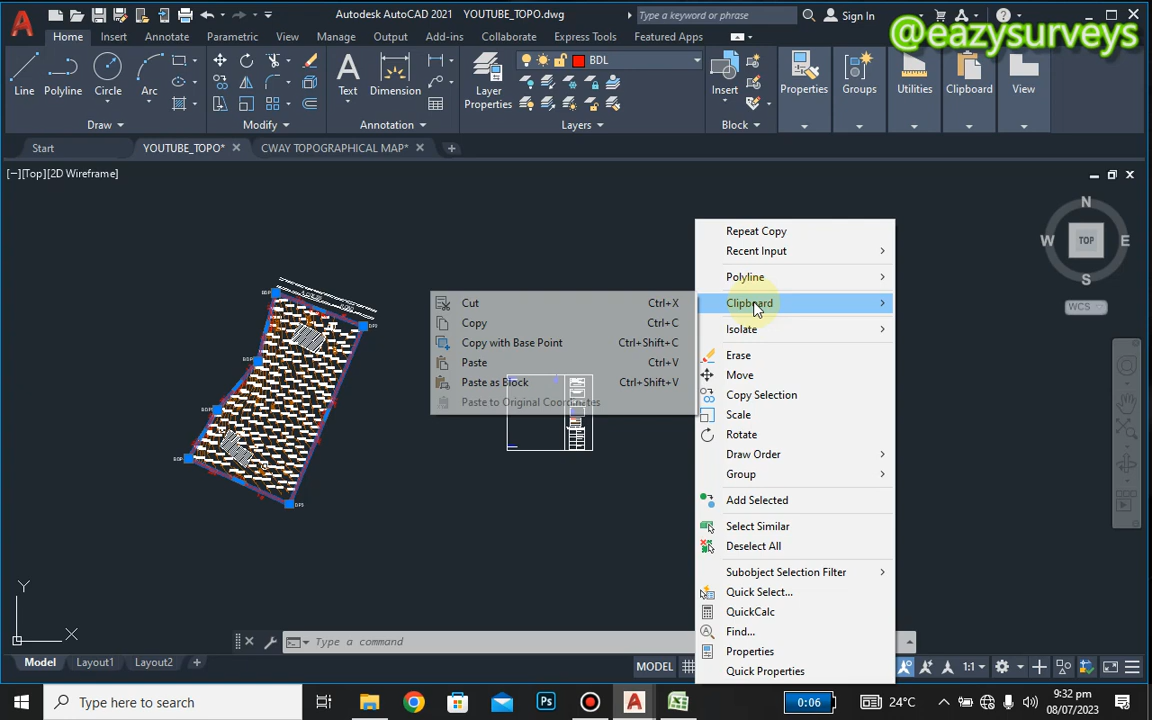 Autodesk AutoCAD 2021 YOUTUBE_TOPO.dwg
Type a keyword or phrase
Sign In
@eazysurveys
Home Insert Annotate Parametric View Manage Output Add-ins Collaborate Express Tools Featured Apps
Line Polyline Circle Arc
Text Dimension
Layer Properties
BDL
Insert
Properties Groups Utilities Clipboard View
Draw Modify Annotation Layers Block
Start YOUTUBE_TOPO* CWAY TOPOGRAPHICAL MAP*
[−][Top][2D Wireframe]
N
W TOP E
S
WCS
Repeat Copy
Recent Input
Polyline
Clipboard
Isolate
Erase
Move
Copy Selection
Scale
Rotate
Draw Order
Group
Add Selected
Select Similar
Deselect All
Subobject Selection Filter
Quick Select...
QuickCalc
Find...
Properties
Quick Properties
Cut Ctrl+X
Copy Ctrl+C
Copy with Base Point Ctrl+Shift+C
Paste Ctrl+V
Paste as Block Ctrl+Shift+V
Paste to Original Coordinates
Y
X
Type a command
Model Layout1 Layout2
MODEL
1:1
Type here to search
Ps
0:06
24°C
9:32 pm
08/07/2023